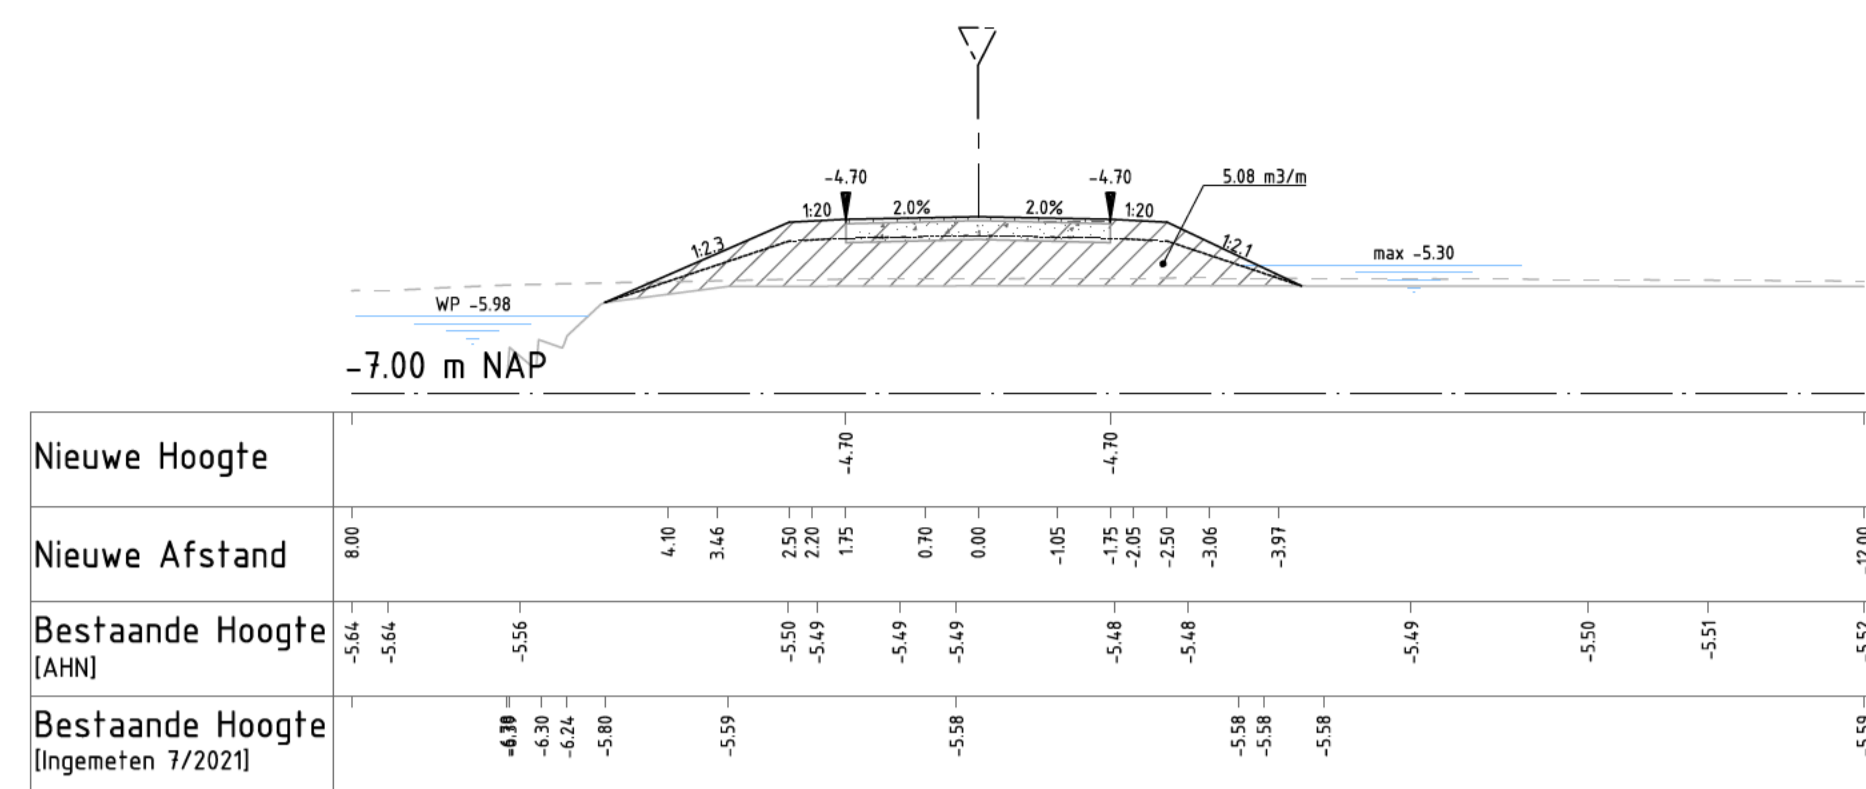 -4.70 -4.70 5.08 m3/m
1:20 2.0% 2.0% 1:20
1:2.3 1:2.1 max -5.30
WP -5.98
-7.00 m NAP
Nieuwe Hoogte -4.70 -4.70
Nieuwe Afstand 8.00 4.10 3.46 2.50 2.20 1.75 0.70 0.00 -1.05 -1.75 -2.05 -2.50 -3.06 -3.97 -12.00
Bestaande Hoogte -5.64 -5.64 -5.56 -5.50 -5.49 -5.49 -5.49 -5.48 -5.48 -5.49 -5.50 -5.51 -5.52
[AHN]
Bestaande Hoogte -6.30 -6.24 -5.80 -5.59 -5.58 -5.58 -5.58 -5.58 -5.59
[Ingemeten 7/2021]